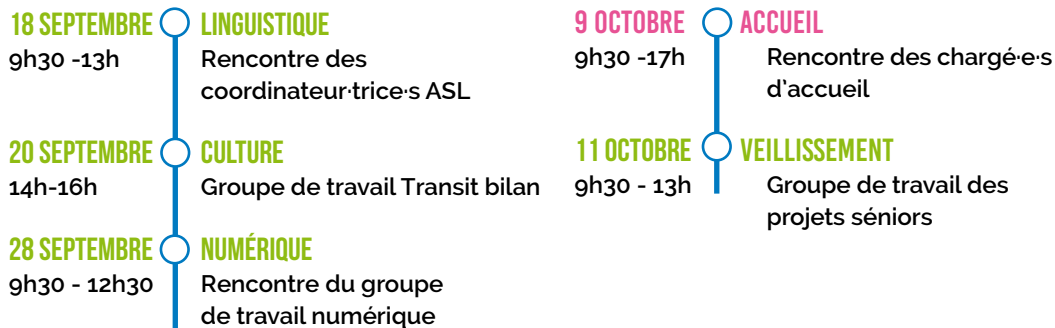 18 SEPTEMBRE LINGUISTIQUE
9h30 -13h Rencontre des
coordinateur·trice·s ASL
20 SEPTEMBRE CULTURE
14h-16h Groupe de travail Transit bilan
28 SEPTEMBRE NUMÉRIQUE
9h30 - 12h30 Rencontre du groupe
de travail numérique
9 OCTOBRE ACCUEIL
9h30 -17h Rencontre des chargé·e·s
d'accueil
11 OCTOBRE VEILLISSEMENT
9h30 - 13h Groupe de travail des
projets séniors